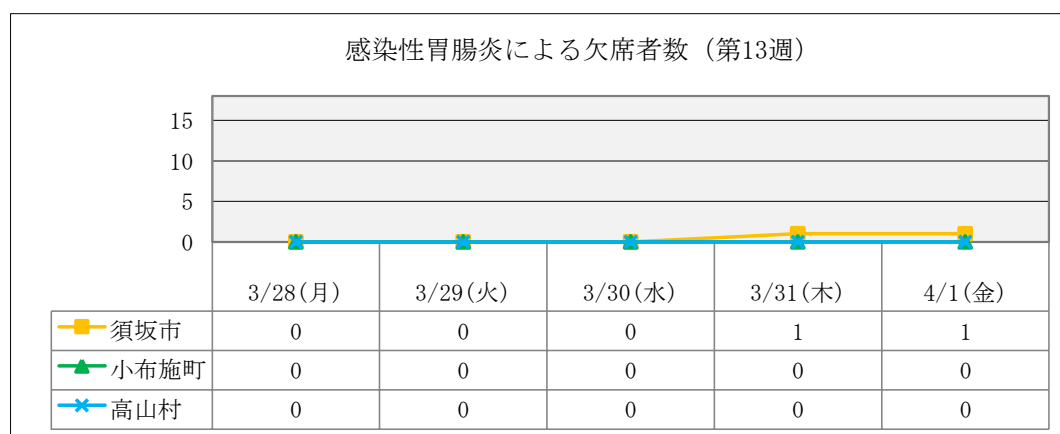 感染性胃腸炎による欠席者数（第13週）
15
10
5
0
3/28(月) 3/29(火) 3/30(水) 3/31(木) 4/1(金)
須坂市 0 0 0 1 1
小布施町 0 0 0 0 0
高山村 0 0 0 0 0